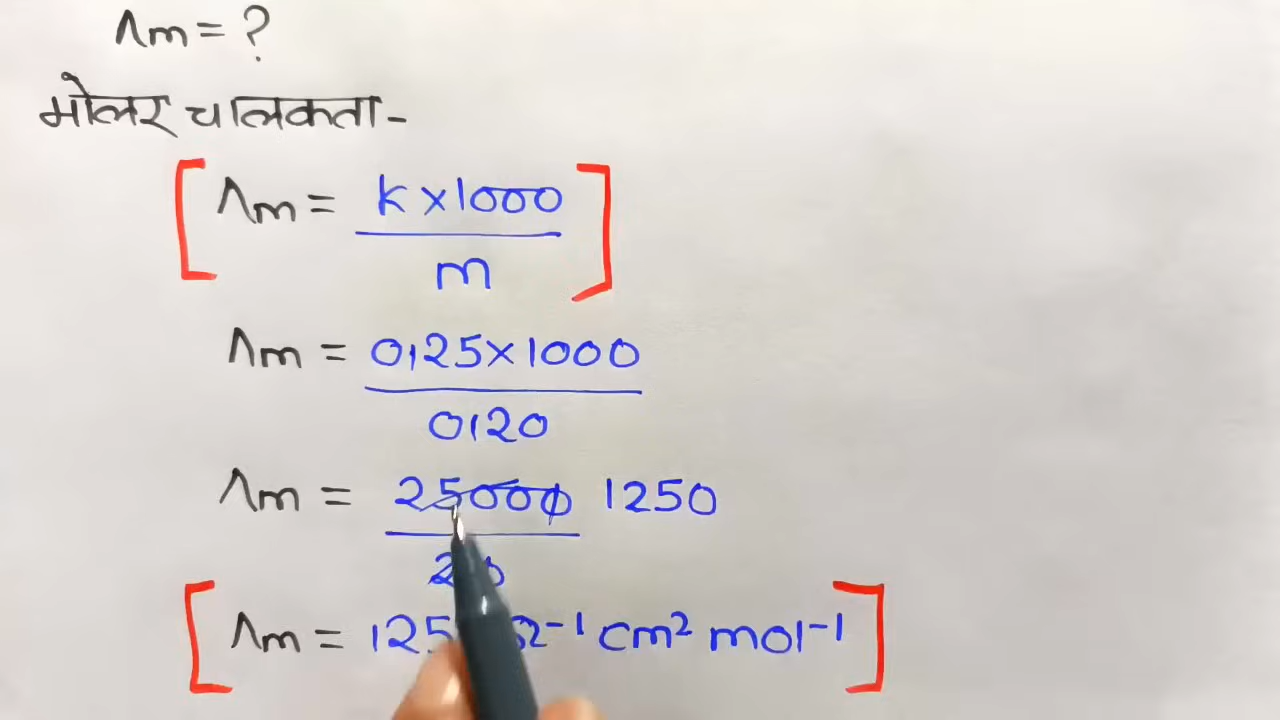 Λm = ?
मोलर चालकता -
[ Λm = K × 1000 / m ]
Λm = 0.25 × 1000 / 0.20
Λm = 25000 / 20 1250
Λm = 125 Ω⁻¹ cm² mol⁻¹